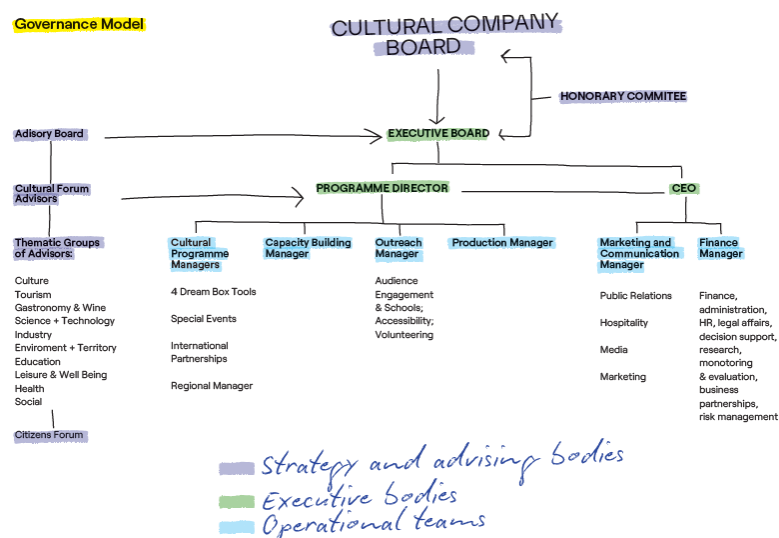 Governance Model
CULTURAL COMPANY
BOARD
HONORARY COMMITEE
Adisory Board
EXECUTIVE BOARD
Cultural Forum
Advisors
PROGRAMME DIRECTOR
CEO
Thematic Groups
of Advisors:
Culture
Tourism
Gastronomy & Wine
Science + Technology
Industry
Enviroment + Territory
Education
Leisure & Well Being
Health
Social
Citizens Forum
Cultural
Programme
Managers
4 Dream Box Tools
Special Events
International
Partnerships
Regional Manager
Capacity Building
Manager
Outreach
Manager
Audience
Engagement
& Schools;
Accessibility;
Volunteering
Production Manager
Marketing and
Communication
Manager
Public Relations
Hospitality
Media
Marketing
Finance
Manager
Finance,
administration,
HR, legal affairs,
decision support,
research,
monotoring
& evaluation,
business
partnerships,
risk management
Strategy and advising bodies
Executive bodies
Operational teams